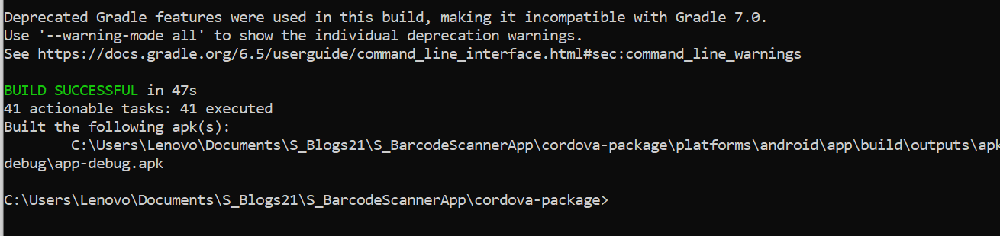 Deprecated Gradle features were used in this build, making it incompatible with Gradle 7.0.
Use '--warning-mode all' to show the individual deprecation warnings.
See https://docs.gradle.org/6.5/userguide/command_line_interface.html#sec:command_line_warnings
BUILD SUCCESSFUL in 47s
41 actionable tasks: 41 executed
Built the following apk(s):
C:\Users\Lenovo\Documents\S_Blogs21\S_BarcodeScannerApp\cordova-package\platforms\android\app\build\outputs\apk
debug\app-debug.apk
C:\Users\Lenovo\Documents\S_Blogs21\S_BarcodeScannerApp\cordova-package>